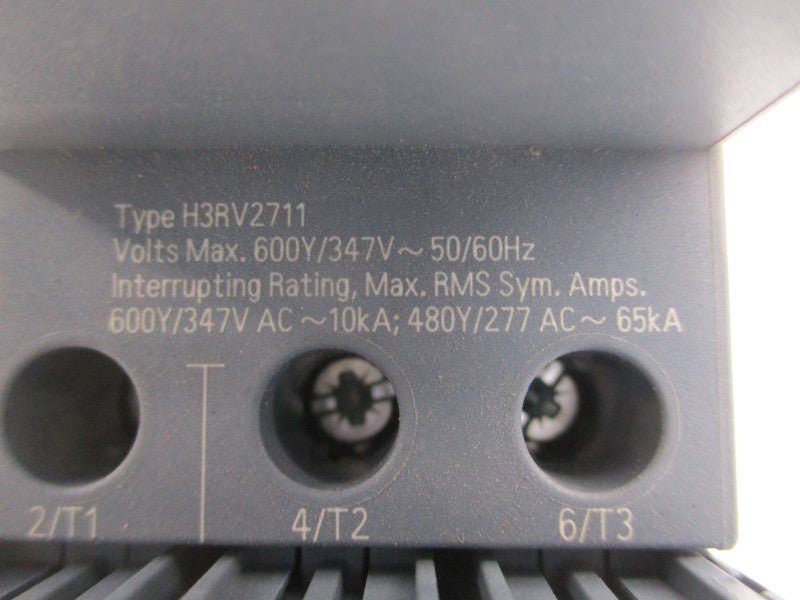 Type H3RV2711
Volts Max. 600Y/347V~ 50/60Hz
Interrupting Rating, Max. RMS Sym. Amps.
600Y/347V AC ~10kA; 480Y/277 AC~ 65kA
2/T1 4/T2 6/T3